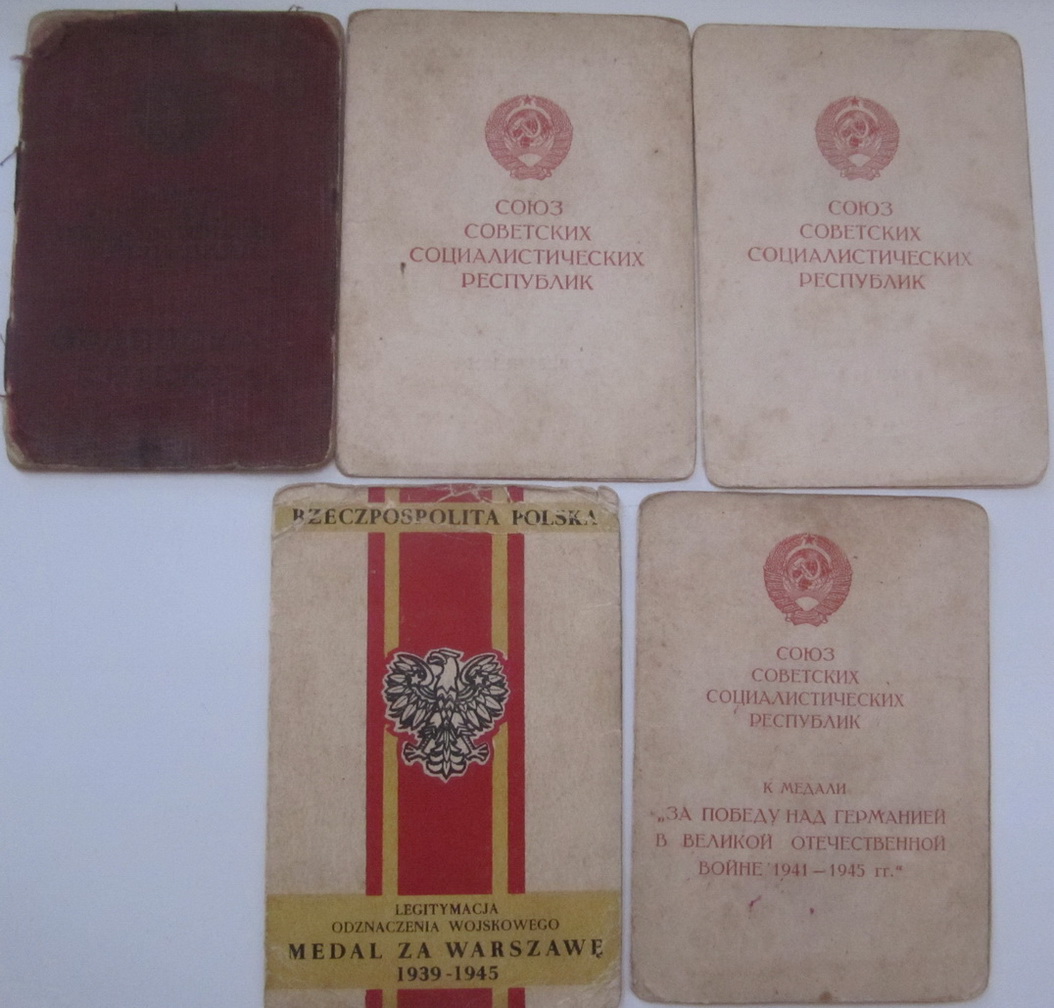 СОЮЗ
СОВЕТСКИХ
СОЦИАЛИСТИЧЕСКИХ
РЕСПУБЛИК
СОЮЗ
СОВЕТСКИХ
СОЦИАЛИСТИЧЕСКИХ
РЕСПУБЛИК
RZECZPOSPOLITA POLSKA
LEGITYMACJA
ODZNACZENIA WOJSKOWEGO
MEDAL ZA WARSZAWĘ
1939-1945
СОЮЗ
СОВЕТСКИХ
СОЦИАЛИСТИЧЕСКИХ
РЕСПУБЛИК
К МЕДАЛИ
„ЗА ПОБЕДУ НАД ГЕРМАНИЕЙ
В ВЕЛИКОЙ ОТЕЧЕСТВЕННОЙ
ВОЙНЕ 1941—1945 гг.“